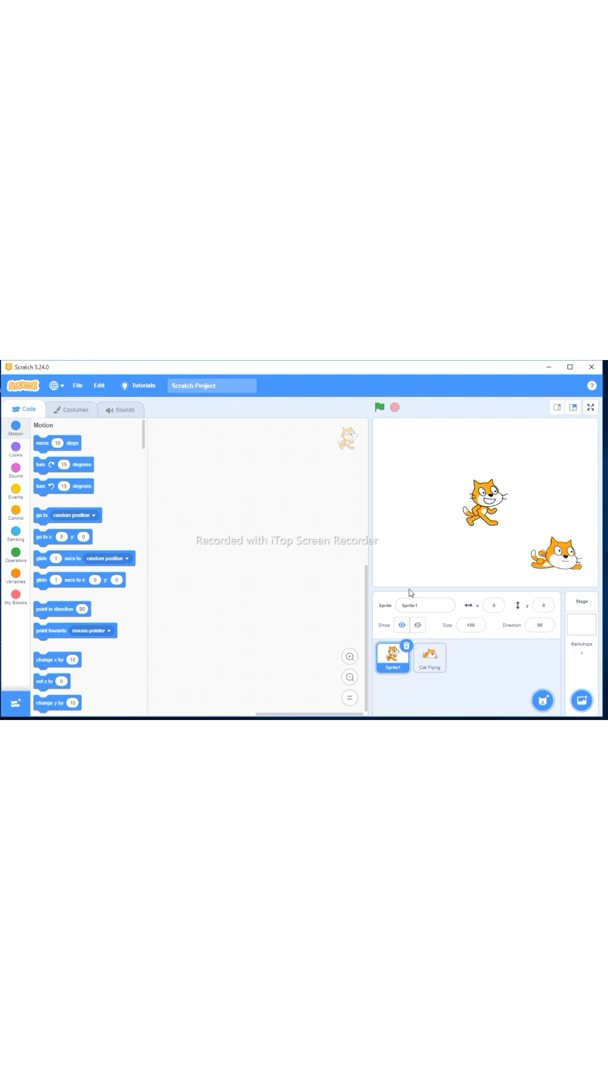 Scratch 3.24.0
SCRATCH
File Edit Tutorials Scratch Project ?
Code Costumes Sounds
Motion
Motion
Looks
Sound
Events
Control
Sensing
Operators
Variables
My Blocks
move 10 steps
turn 15 degrees
turn 15 degrees
go to random position
go to x: 0 y: 0
glide 1 secs to random position
glide 1 secs to x: 0 y: 0
point in direction 90
point towards mouse-pointer
change x by 10
set x to 0
change y by 10
Recorded with iTop Screen Recorder
Sprite Sprite1 x 0 y 0
Show Size 100 Direction 90
Sprite1
Cat Flying
Stage
Backdrops
1